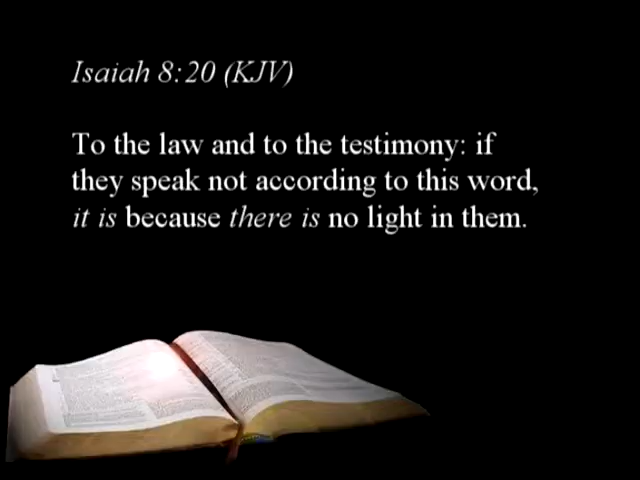 Isaiah 8:20 (KJV)
To the law and to the testimony: if
they speak not according to this word,
it is because there is no light in them.